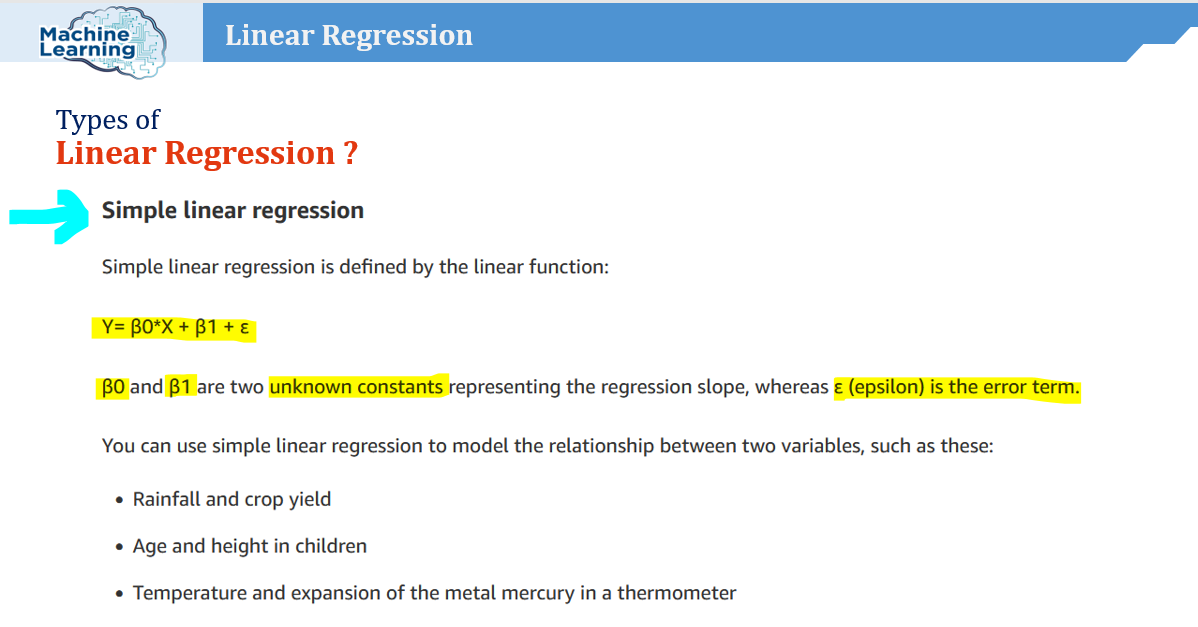 Machine
Learning
Linear Regression
Types of
Linear Regression ?
Simple linear regression
Simple linear regression is defined by the linear function:
Y= β0*X + β1 + ε
β0 and β1 are two unknown constants representing the regression slope, whereas ε (epsilon) is the error term.
You can use simple linear regression to model the relationship between two variables, such as these:
• Rainfall and crop yield
• Age and height in children
• Temperature and expansion of the metal mercury in a thermometer